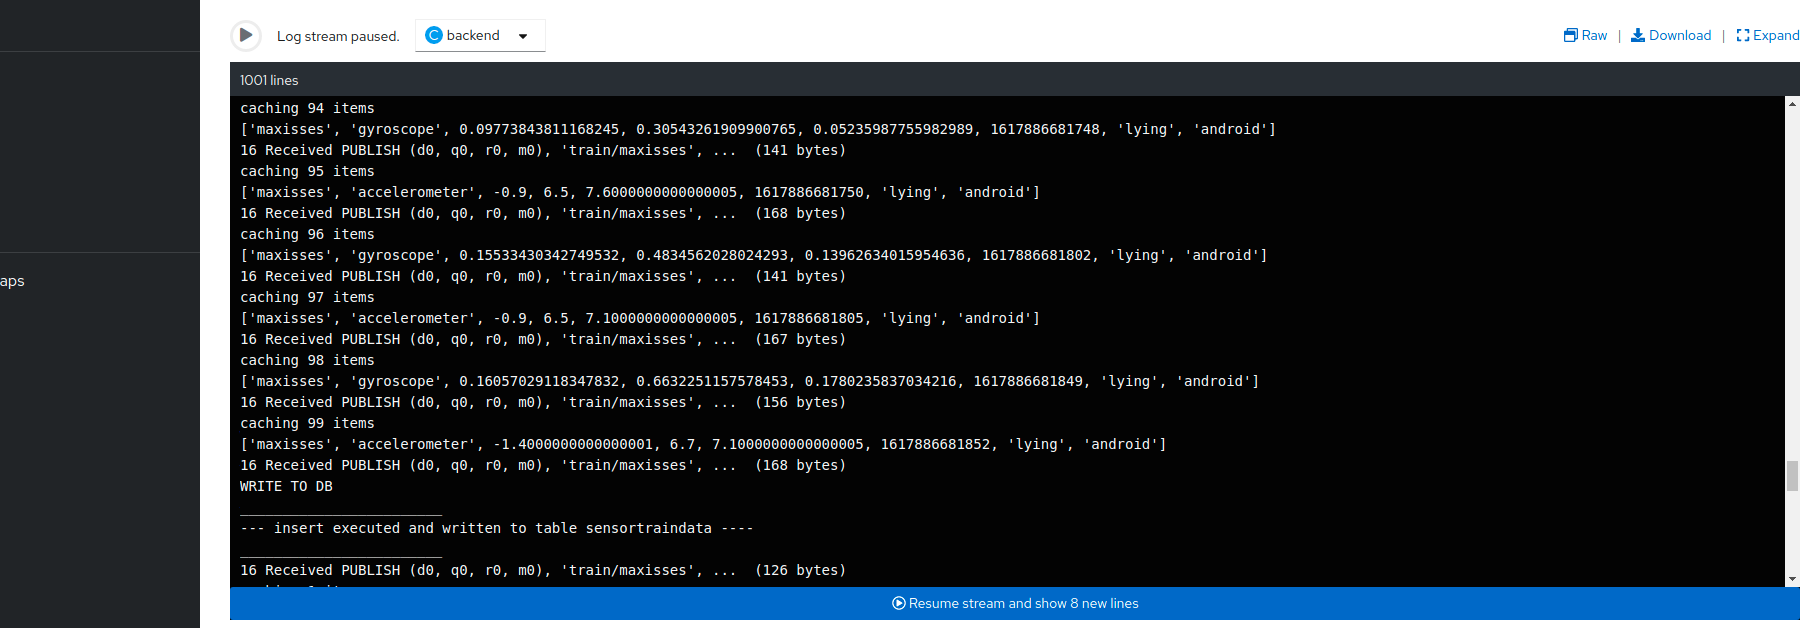 Log stream paused.
C backend
Raw | Download | Expand
1001 lines
aps
caching 94 items
['maxisses', 'gyroscope', 0.09773843811168245, 0.30543261909900765, 0.05235987755982989, 1617886681748, 'lying', 'android']
16 Received PUBLISH (d0, q0, r0, m0), 'train/maxisses', ...  (141 bytes)
caching 95 items
['maxisses', 'accelerometer', -0.9, 6.5, 7.6000000000000005, 1617886681750, 'lying', 'android']
16 Received PUBLISH (d0, q0, r0, m0), 'train/maxisses', ...  (168 bytes)
caching 96 items
['maxisses', 'gyroscope', 0.15533430342749532, 0.4834562028024293, 0.13962634015954636, 1617886681802, 'lying', 'android']
16 Received PUBLISH (d0, q0, r0, m0), 'train/maxisses', ...  (141 bytes)
caching 97 items
['maxisses', 'accelerometer', -0.9, 6.5, 7.1000000000000005, 1617886681805, 'lying', 'android']
16 Received PUBLISH (d0, q0, r0, m0), 'train/maxisses', ...  (167 bytes)
caching 98 items
['maxisses', 'gyroscope', 0.16057029118347832, 0.6632251157578453, 0.1780235837034216, 1617886681849, 'lying', 'android']
16 Received PUBLISH (d0, q0, r0, m0), 'train/maxisses', ...  (156 bytes)
caching 99 items
['maxisses', 'accelerometer', -1.4000000000000001, 6.7, 7.1000000000000005, 1617886681852, 'lying', 'android']
16 Received PUBLISH (d0, q0, r0, m0), 'train/maxisses', ...  (168 bytes)
WRITE TO DB
________________________
--- insert executed and written to table sensortraindata ----
________________________
16 Received PUBLISH (d0, q0, r0, m0), 'train/maxisses', ...  (126 bytes)
Resume stream and show 8 new lines